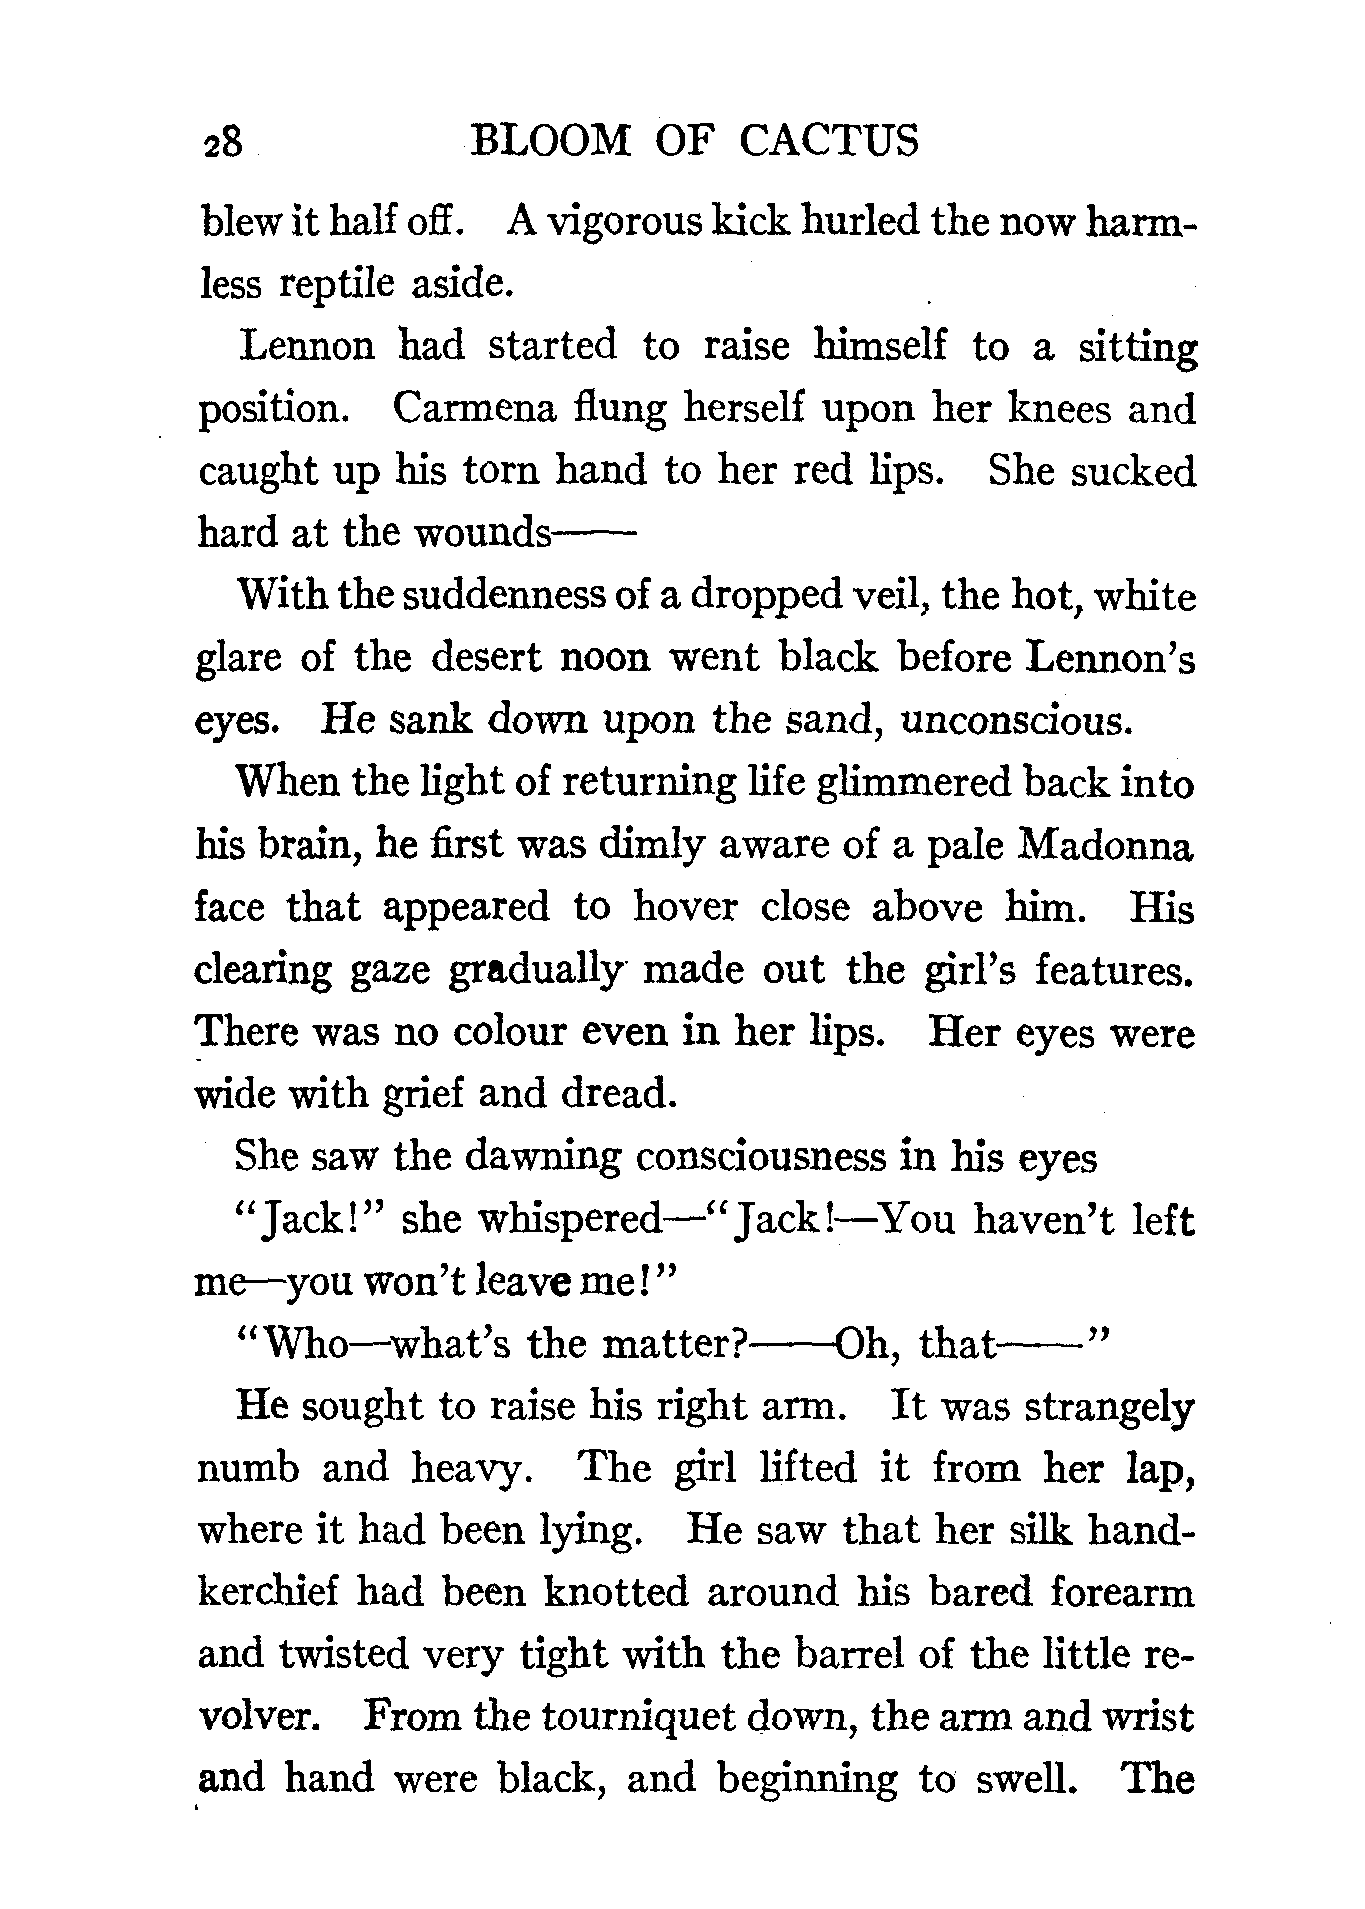 28 BLOOM OF CACTUS
blew it half off. A vigorous kick hurled the now harm-
less reptile aside.
Lennon had started to raise himself to a sitting
position. Carmena flung herself upon her knees and
caught up his torn hand to her red lips. She sucked
hard at the wounds——
With the suddenness of a dropped veil, the hot, white
glare of the desert noon went black before Lennon's
eyes. He sank down upon the sand, unconscious.
When the light of returning life glimmered back into
his brain, he first was dimly aware of a pale Madonna
face that appeared to hover close above him. His
clearing gaze gradually made out the girl's features.
There was no colour even in her lips. Her eyes were
wide with grief and dread.
She saw the dawning consciousness in his eyes
"Jack!" she whispered—"Jack!—You haven't left
me—you won't leave me!"
"Who—what's the matter?——Oh, that——"
He sought to raise his right arm. It was strangely
numb and heavy. The girl lifted it from her lap,
where it had been lying. He saw that her silk hand-
kerchief had been knotted around his bared forearm
and twisted very tight with the barrel of the little re-
volver. From the tourniquet down, the arm and wrist
and hand were black, and beginning to swell. The